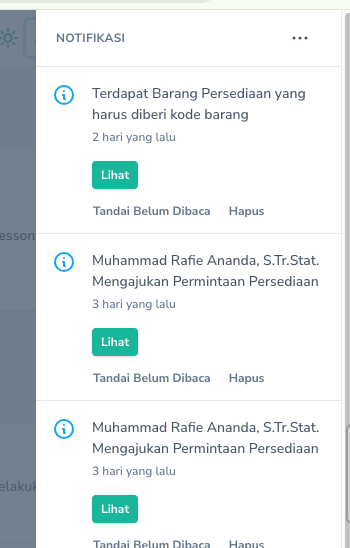 NOTIFIKASI
Terdapat Barang Persediaan yang
harus diberi kode barang
2 hari yang lalu
Lihat
Tandai Belum Dibaca Hapus
Muhammad Rafie Ananda, S.Tr.Stat.
Mengajukan Permintaan Persediaan
3 hari yang lalu
Lihat
Tandai Belum Dibaca Hapus
esson
Muhammad Rafie Ananda, S.Tr.Stat.
Mengajukan Permintaan Persediaan
3 hari yang lalu
Lihat
elakuk
Tandai Belum Dibaca Hapus